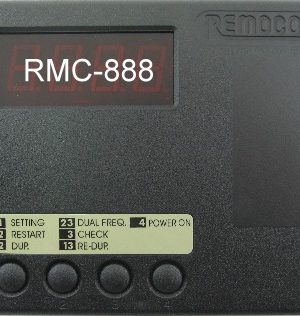 REMOCO
RMC-888
1 SETTING 23 DUAL FREQ. 4 POWER ON
2 RESTART 3 CHECK
2 DUP. 13 RE-DUP.